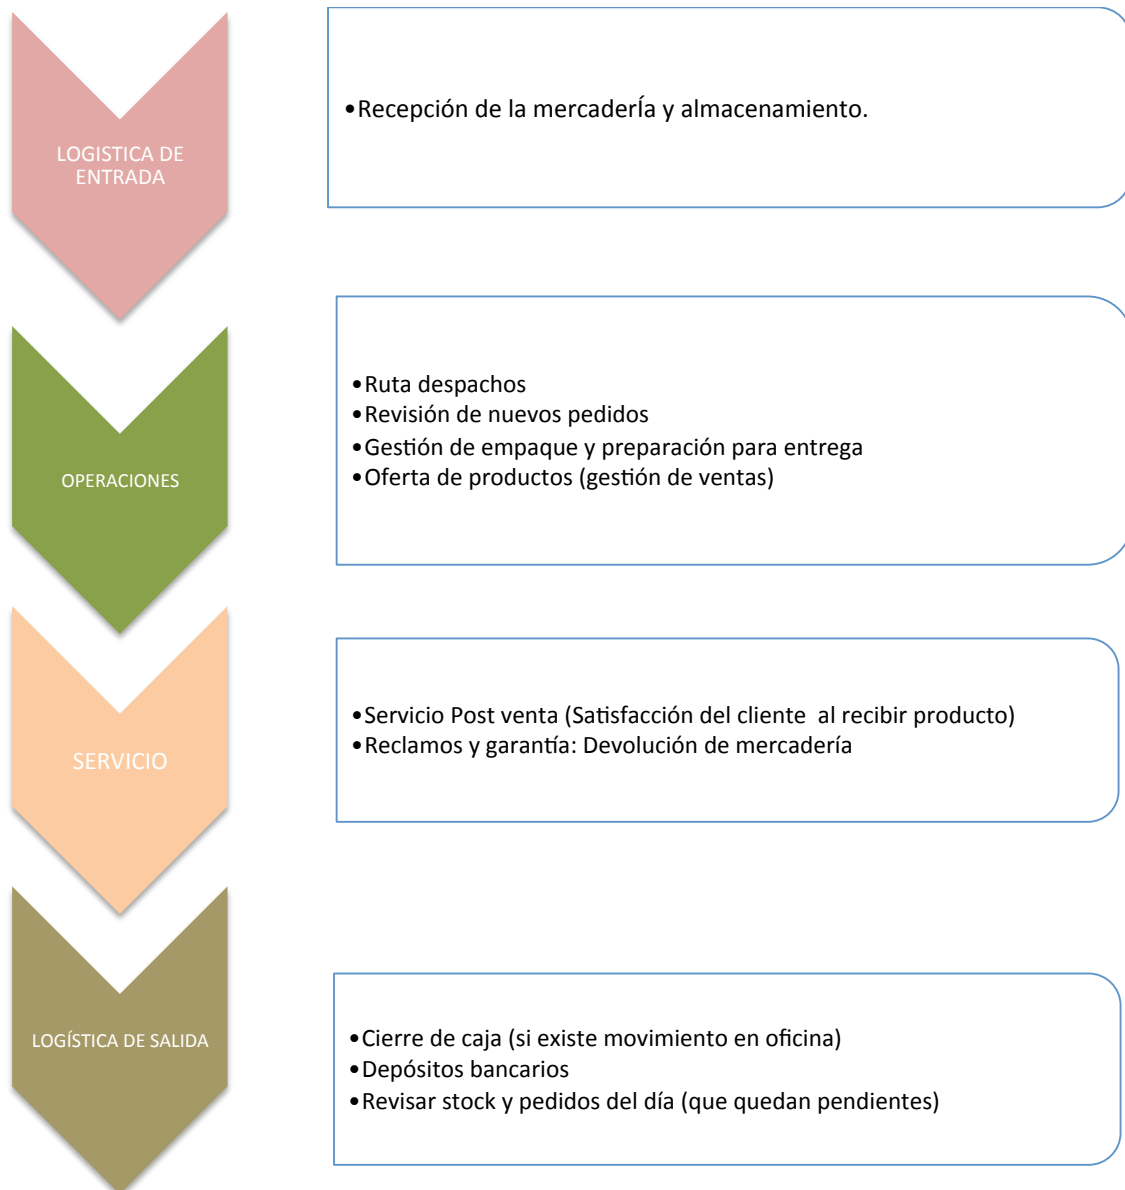 LOGISTICA DE
ENTRADA
•Recepción de la mercaderÍa y almacenamiento.
OPERACIONES
•Ruta despachos
•Revisión de nuevos pedidos
•Gestión de empaque y preparación para entrega
•Oferta de productos (gestión de ventas)
SERVICIO
•Servicio Post venta (Satisfacción del cliente  al recibir producto)
•Reclamos y garantía: Devolución de mercadería
LOGÍSTICA DE SALIDA
•Cierre de caja (si existe movimiento en oficina)
•Depósitos bancarios
•Revisar stock y pedidos del día (que quedan pendientes)